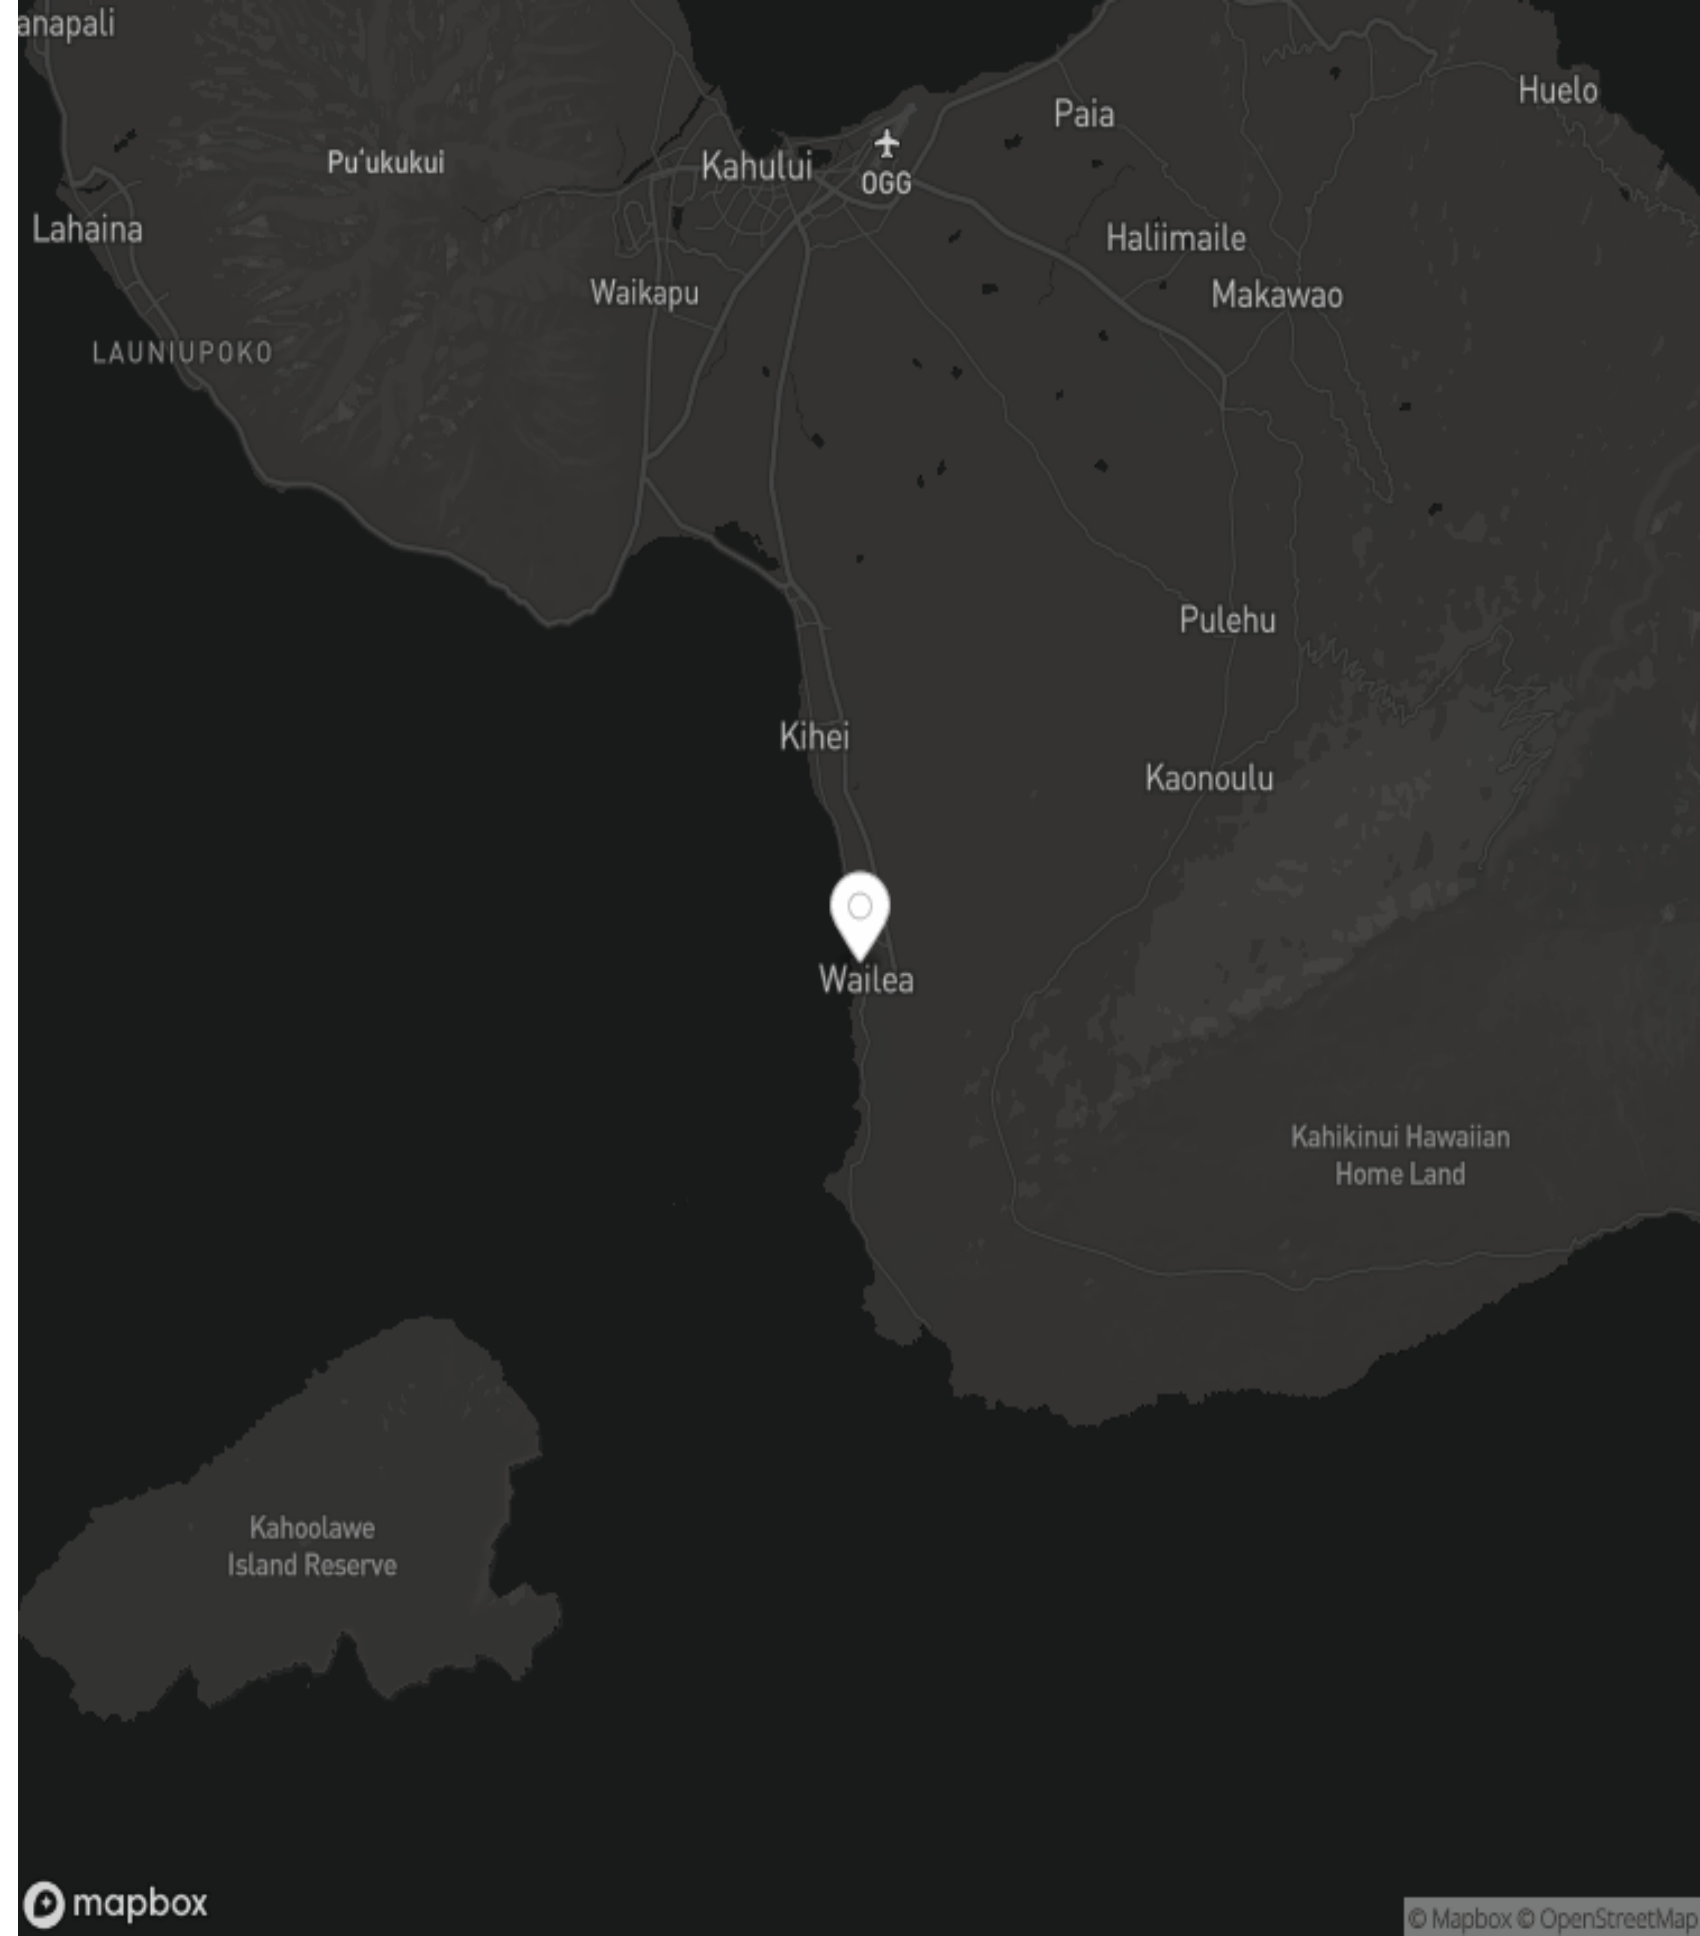 anapali
Huelo
Paia
Pu'ukukui
Kahului
OGG
Lahaina
Haliimaile
Waikapu
Makawao
LAUNIUPOKO
Pulehu
Kihei
Kaonoulu
Wailea
Kahikinui Hawaiian
Home Land
Kahoolawe
Island Reserve
mapbox
© Mapbox © OpenStreetMap